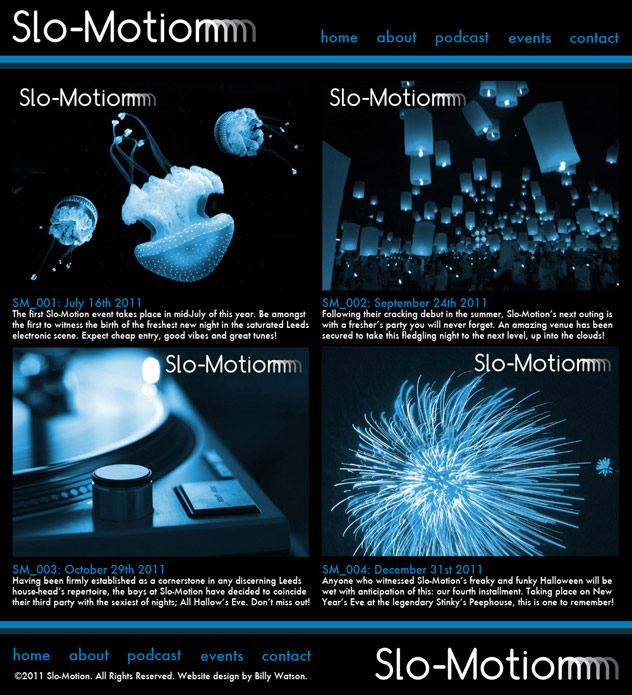 Slo-Motionmm
home about podcast events contact
Slo-Motionmm
Slo-Motionmm
SM_001: July 16th 2011
The first Slo-Motion event takes place in mid-July of this year. Be amongst
the first to witness the birth of the freshest new night in the saturated Leeds
electronic scene. Expect cheap entry, good vibes and great tunes!
SM_002: September 24th 2011
Following their cracking debut in the summer, Slo-Motion's next outing is
with a fresher's party you will never forget. An amazing venue has been
secured to take this fledgling night to the next level, up into the clouds!
Slo-Motionmm
Slo-Motionmm
SM_003: October 29th 2011
Having been firmly established as a cornerstone in any discerning Leeds
house-head's repertoire, the boys at Slo-Motion have decided to coincide
their third party with the sexiest of nights; All Hallow's Eve. Don't miss out!
SM_004: December 31st 2011
Anyone who witnessed Slo-Motion's freaky and funky Halloween will be
wet with anticipation of this: our fourth installment. Taking place on New
Year's Eve at the legendary Stinky's Peephouse, this is one to remember!
home about podcast events contact
©2011 Slo-Motion. All Rights Reserved. Website design by Billy Watson.
Slo-Motionmm